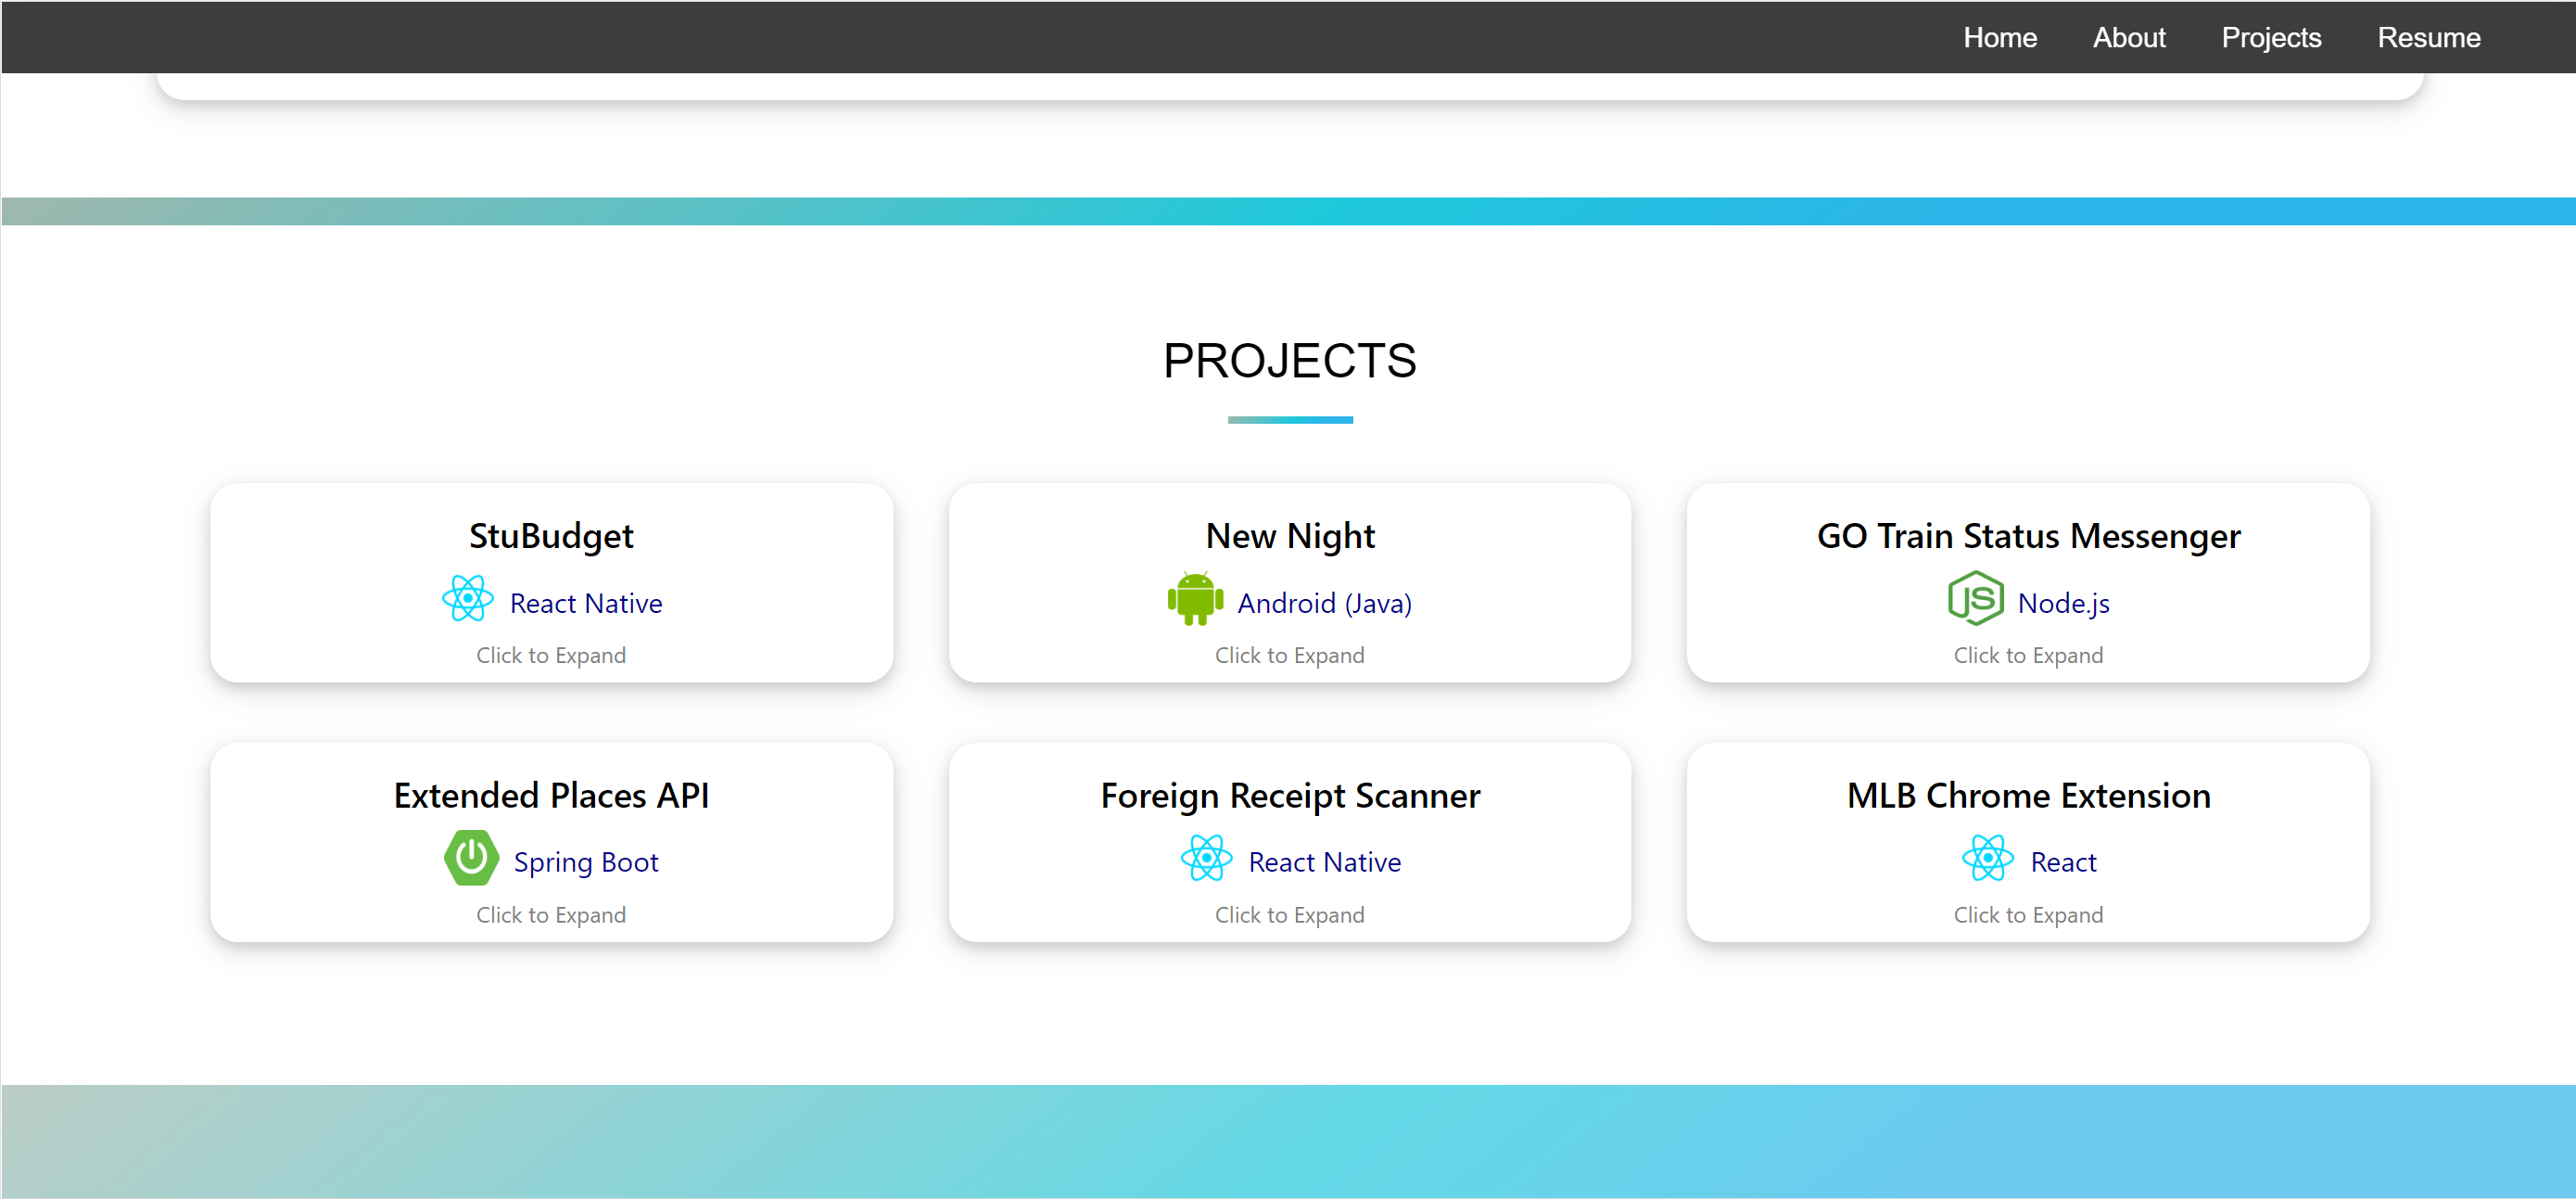 Home About Projects Resume
PROJECTS
StuBudget
React Native
Click to Expand
New Night
Android (Java)
Click to Expand
GO Train Status Messenger
JS Node.js
Click to Expand
Extended Places API
Spring Boot
Click to Expand
Foreign Receipt Scanner
React Native
Click to Expand
MLB Chrome Extension
React
Click to Expand